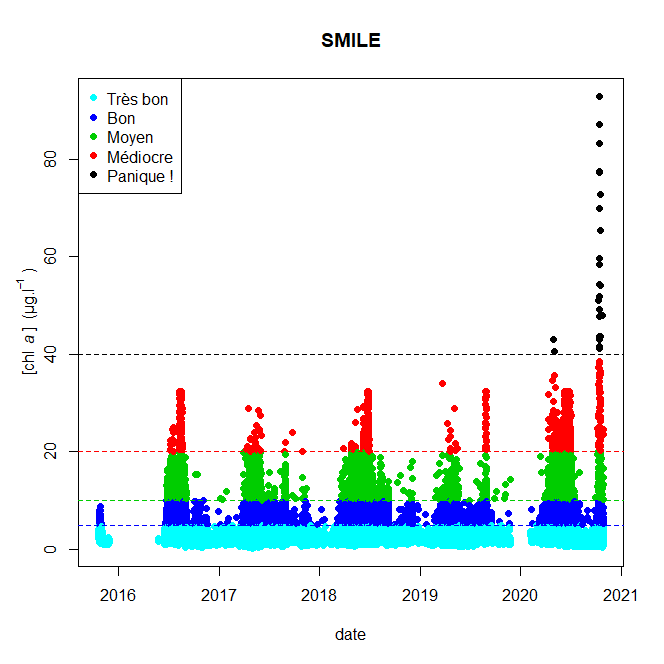 SMILE
Très bon
Bon
Moyen
Médiocre
Panique !
[chl a ] (µg.l⁻¹ )
80
60
40
20
0
2016 2017 2018 2019 2020 2021
date